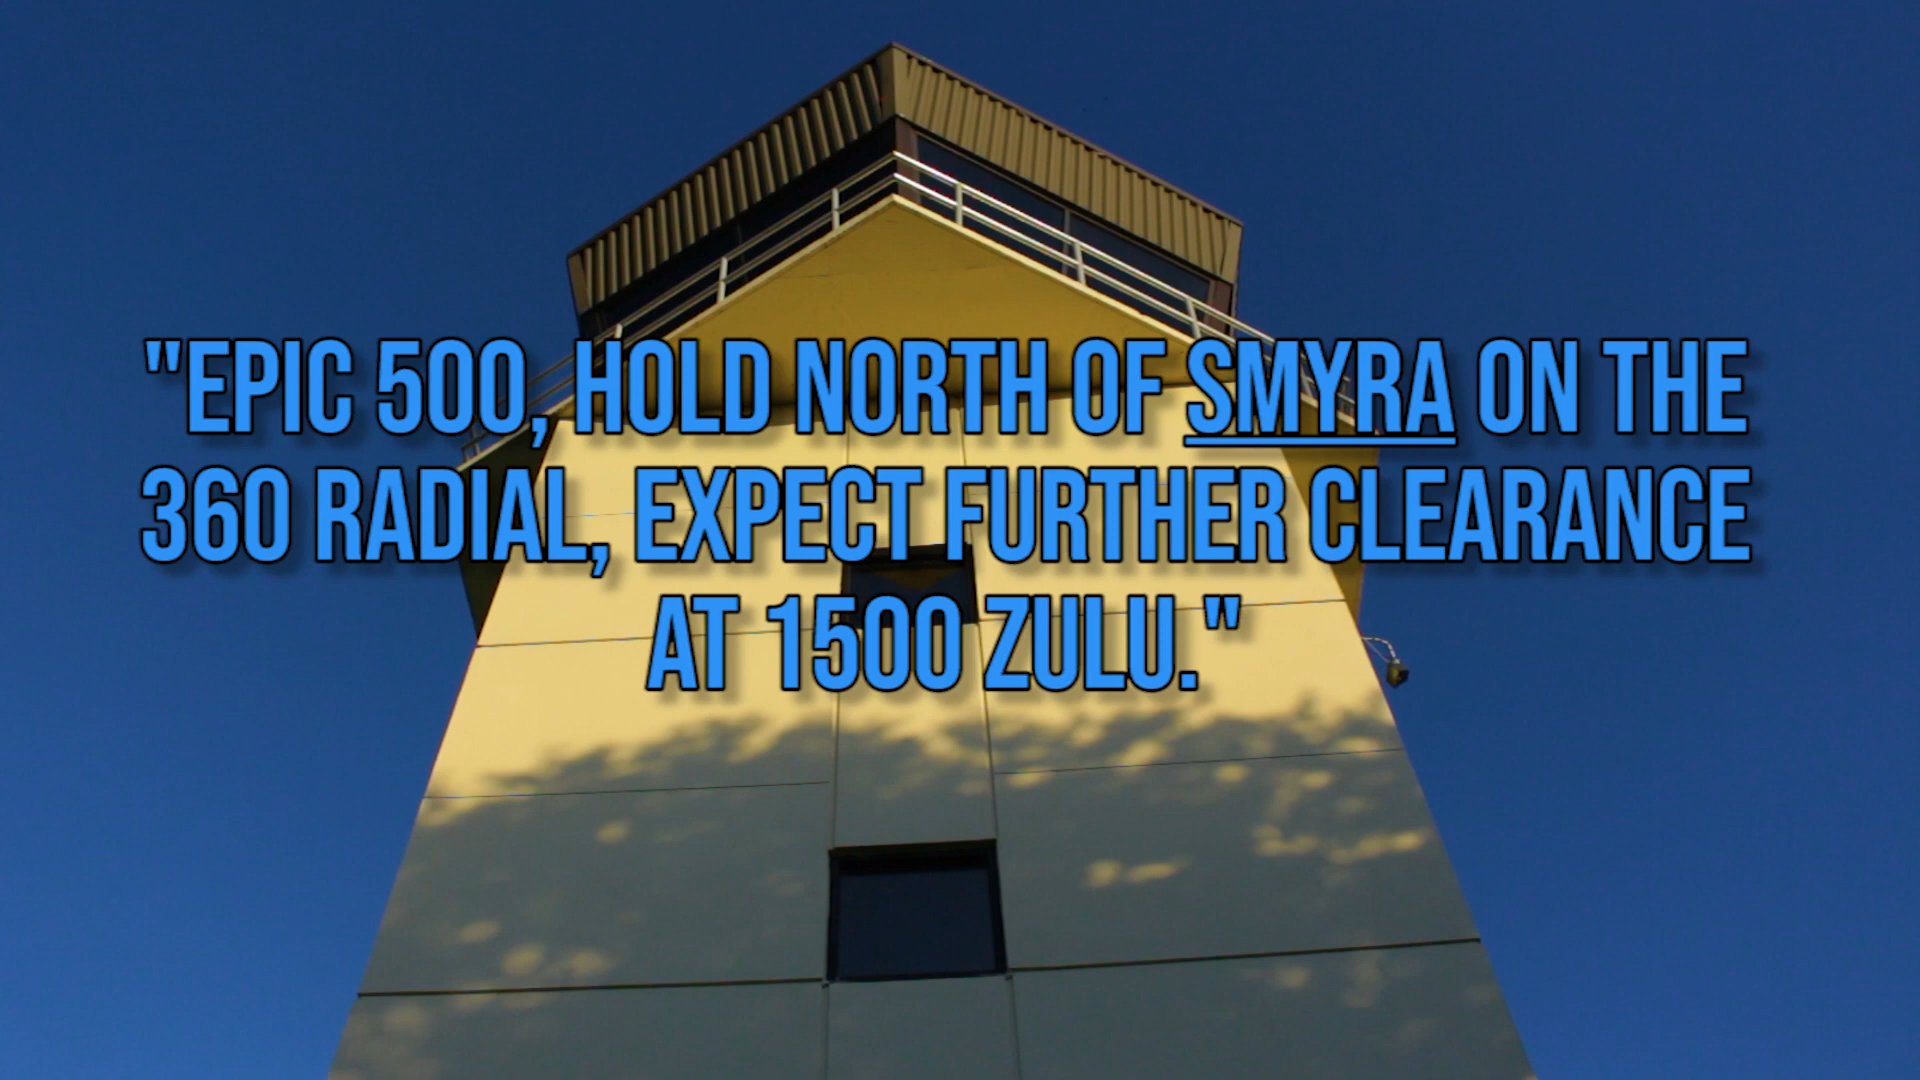 "EPIC 500, HOLD NORTH OF SMYRA ON THE
360 RADIAL, EXPECT FURTHER CLEARANCE
AT 1500 ZULU."